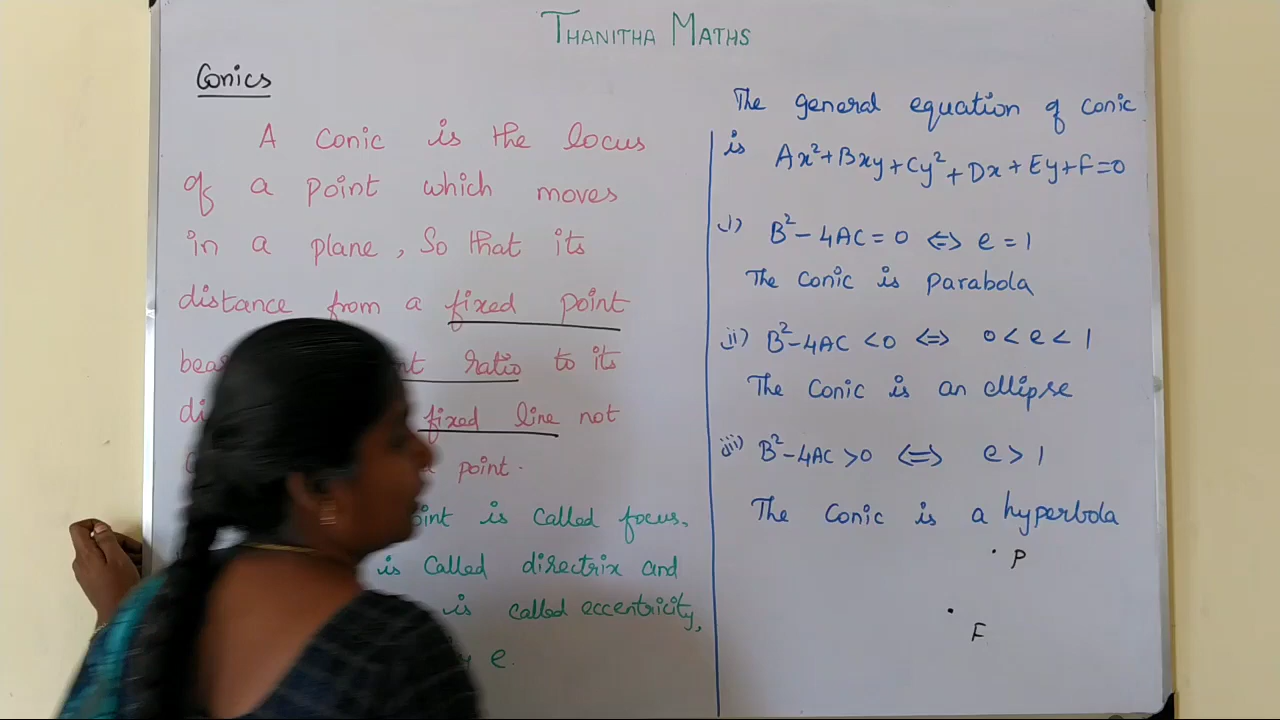 THANITHA MATHS
Conics
A conic is the locus
of a point which moves
in a plane, so that its
distance from a fixed point
ratio to its
fixed line not
point.
is called focus.
is called directrix and
is called eccentricity,
e.
The general equation of conic
is Ax²+Bxy+Cy²+Dx+Ey+F=0
i) B²-4AC=0 ⇔ e=1
The conic is parabola
ii) B²-4AC<0 ⇔ 0<e<1
The conic is an ellipse
iii) B²-4AC>0 ⇔ e>1
The conic is a hyperbola
P
F